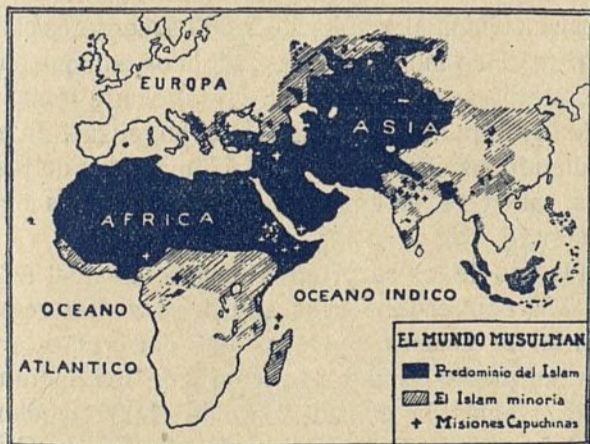 EUROPA
ASIA
AFRICA
OCEANO INDICO
OCEANO
ATLANTICO
EL MUNDO MUSULMAN
Predominio del Islam
El Islam minoría
Misiones Capuchinas